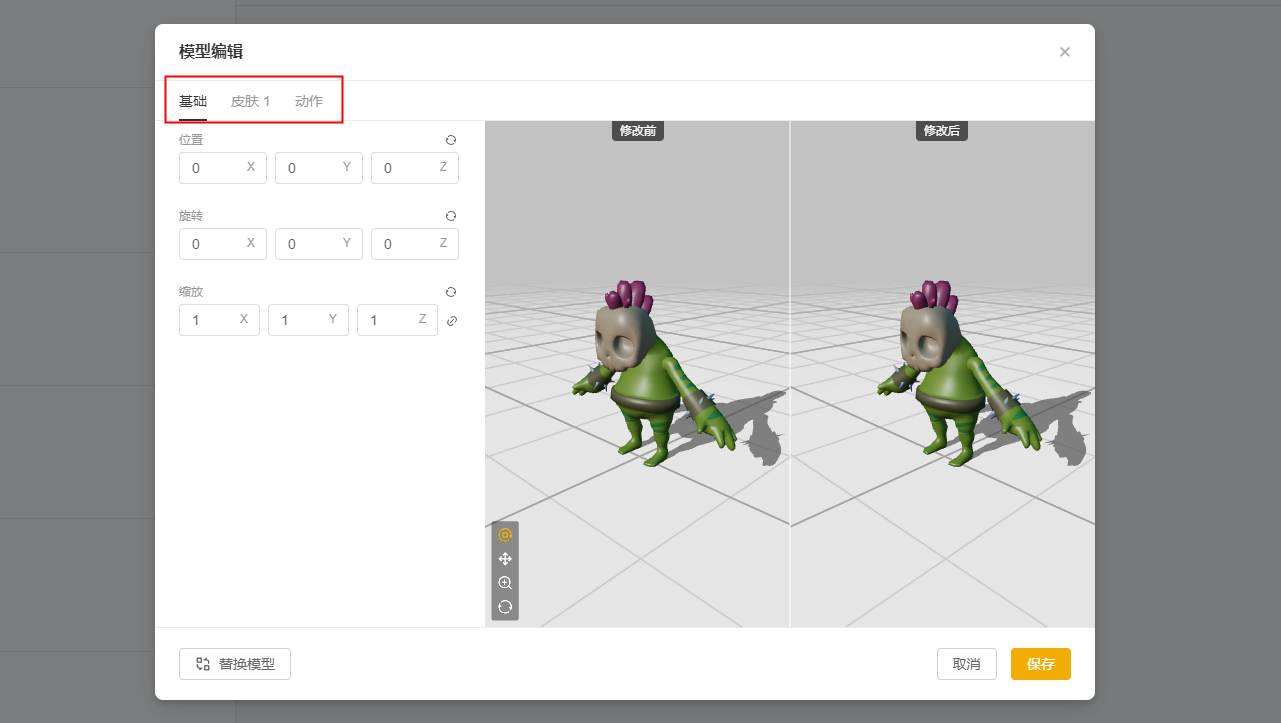 模型编辑
基础 皮肤 1 动作
位置
0 X 0 Y 0 Z
旋转
0 X 0 Y 0 Z
缩放
1 X 1 Y 1 Z
修改前 修改后
替换模型 取消 保存